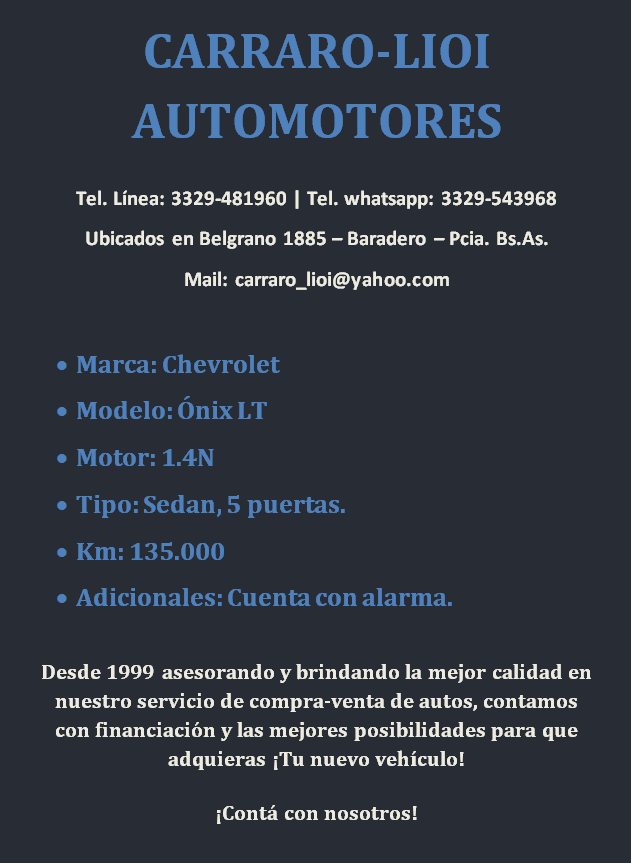 CARRARO-LIOI
AUTOMOTORES
Tel. Línea: 3329-481960 | Tel. whatsapp: 3329-543968
Ubicados en Belgrano 1885 – Baradero – Pcia. Bs.As.
Mail: carraro_lioi@yahoo.com
• Marca: Chevrolet
• Modelo: Ónix LT
• Motor: 1.4N
• Tipo: Sedan, 5 puertas.
• Km: 135.000
• Adicionales: Cuenta con alarma.
Desde 1999 asesorando y brindando la mejor calidad en
nuestro servicio de compra-venta de autos, contamos
con financiación y las mejores posibilidades para que
adquieras ¡Tu nuevo vehículo!
¡Contá con nosotros!